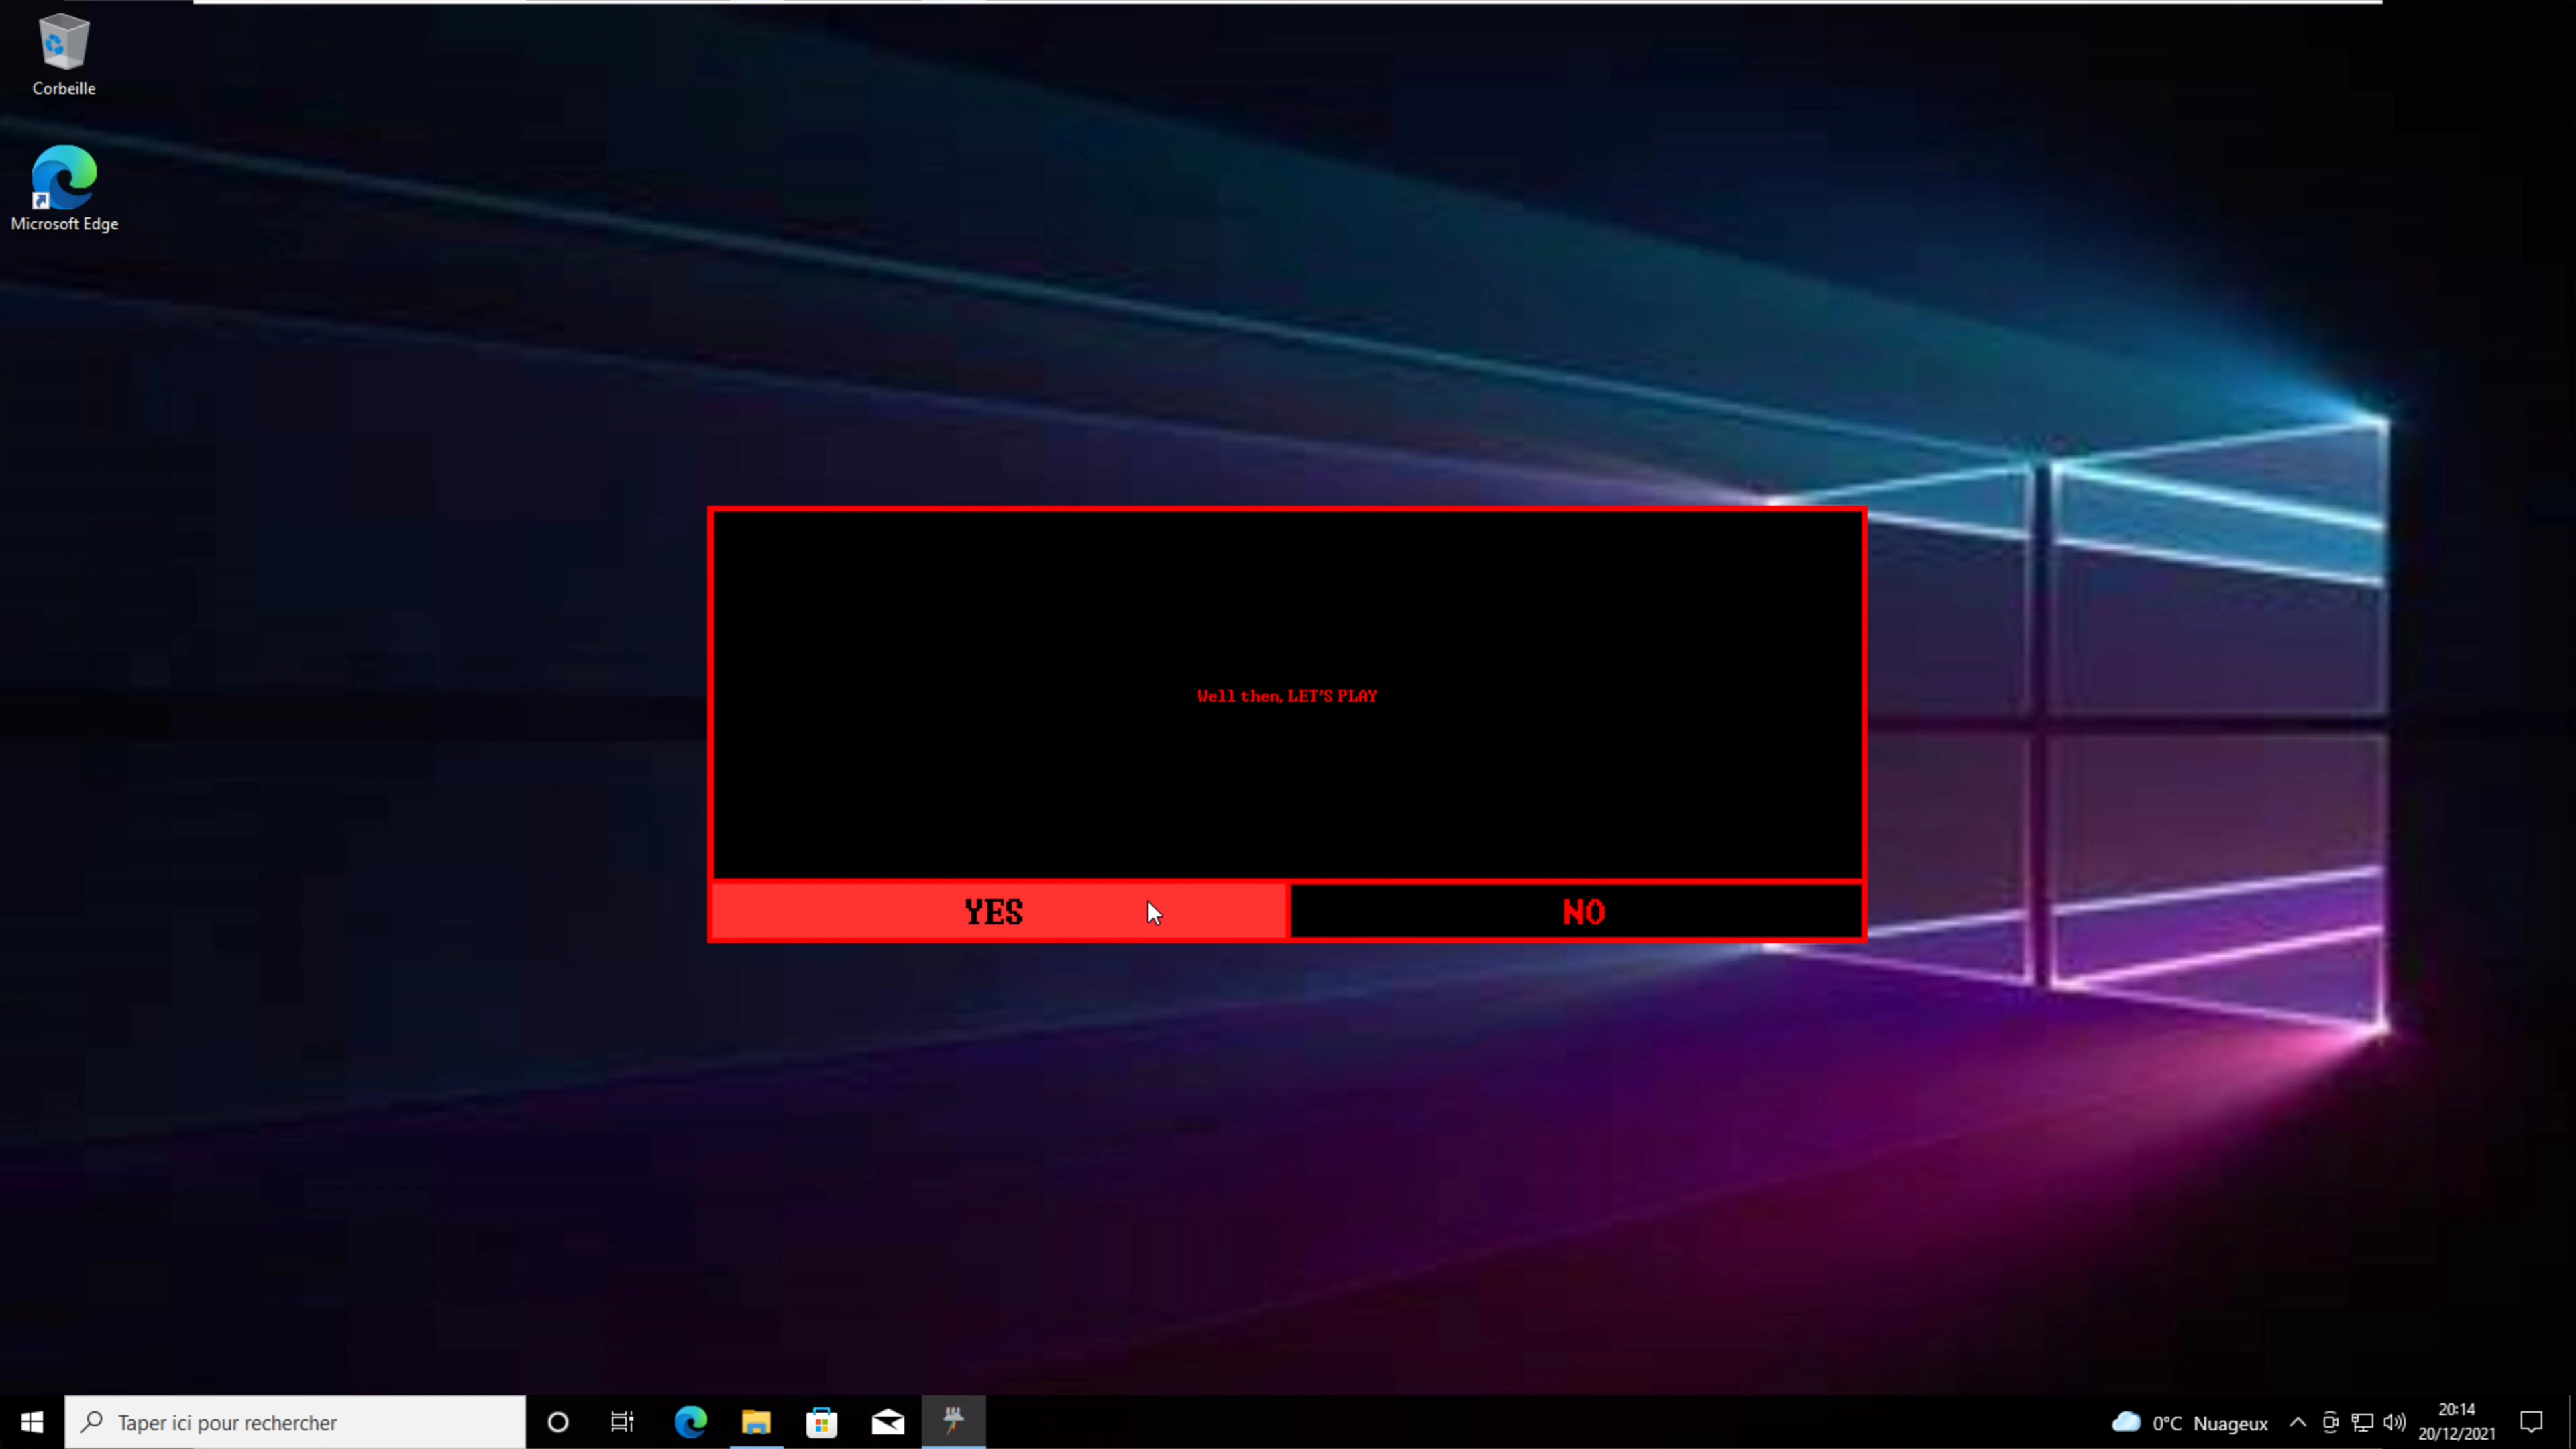 Corbeille
Microsoft Edge
Well then, LET'S PLAY
YES
NO
Taper ici pour rechercher
0°C Nuageux
20:14
20/12/2021